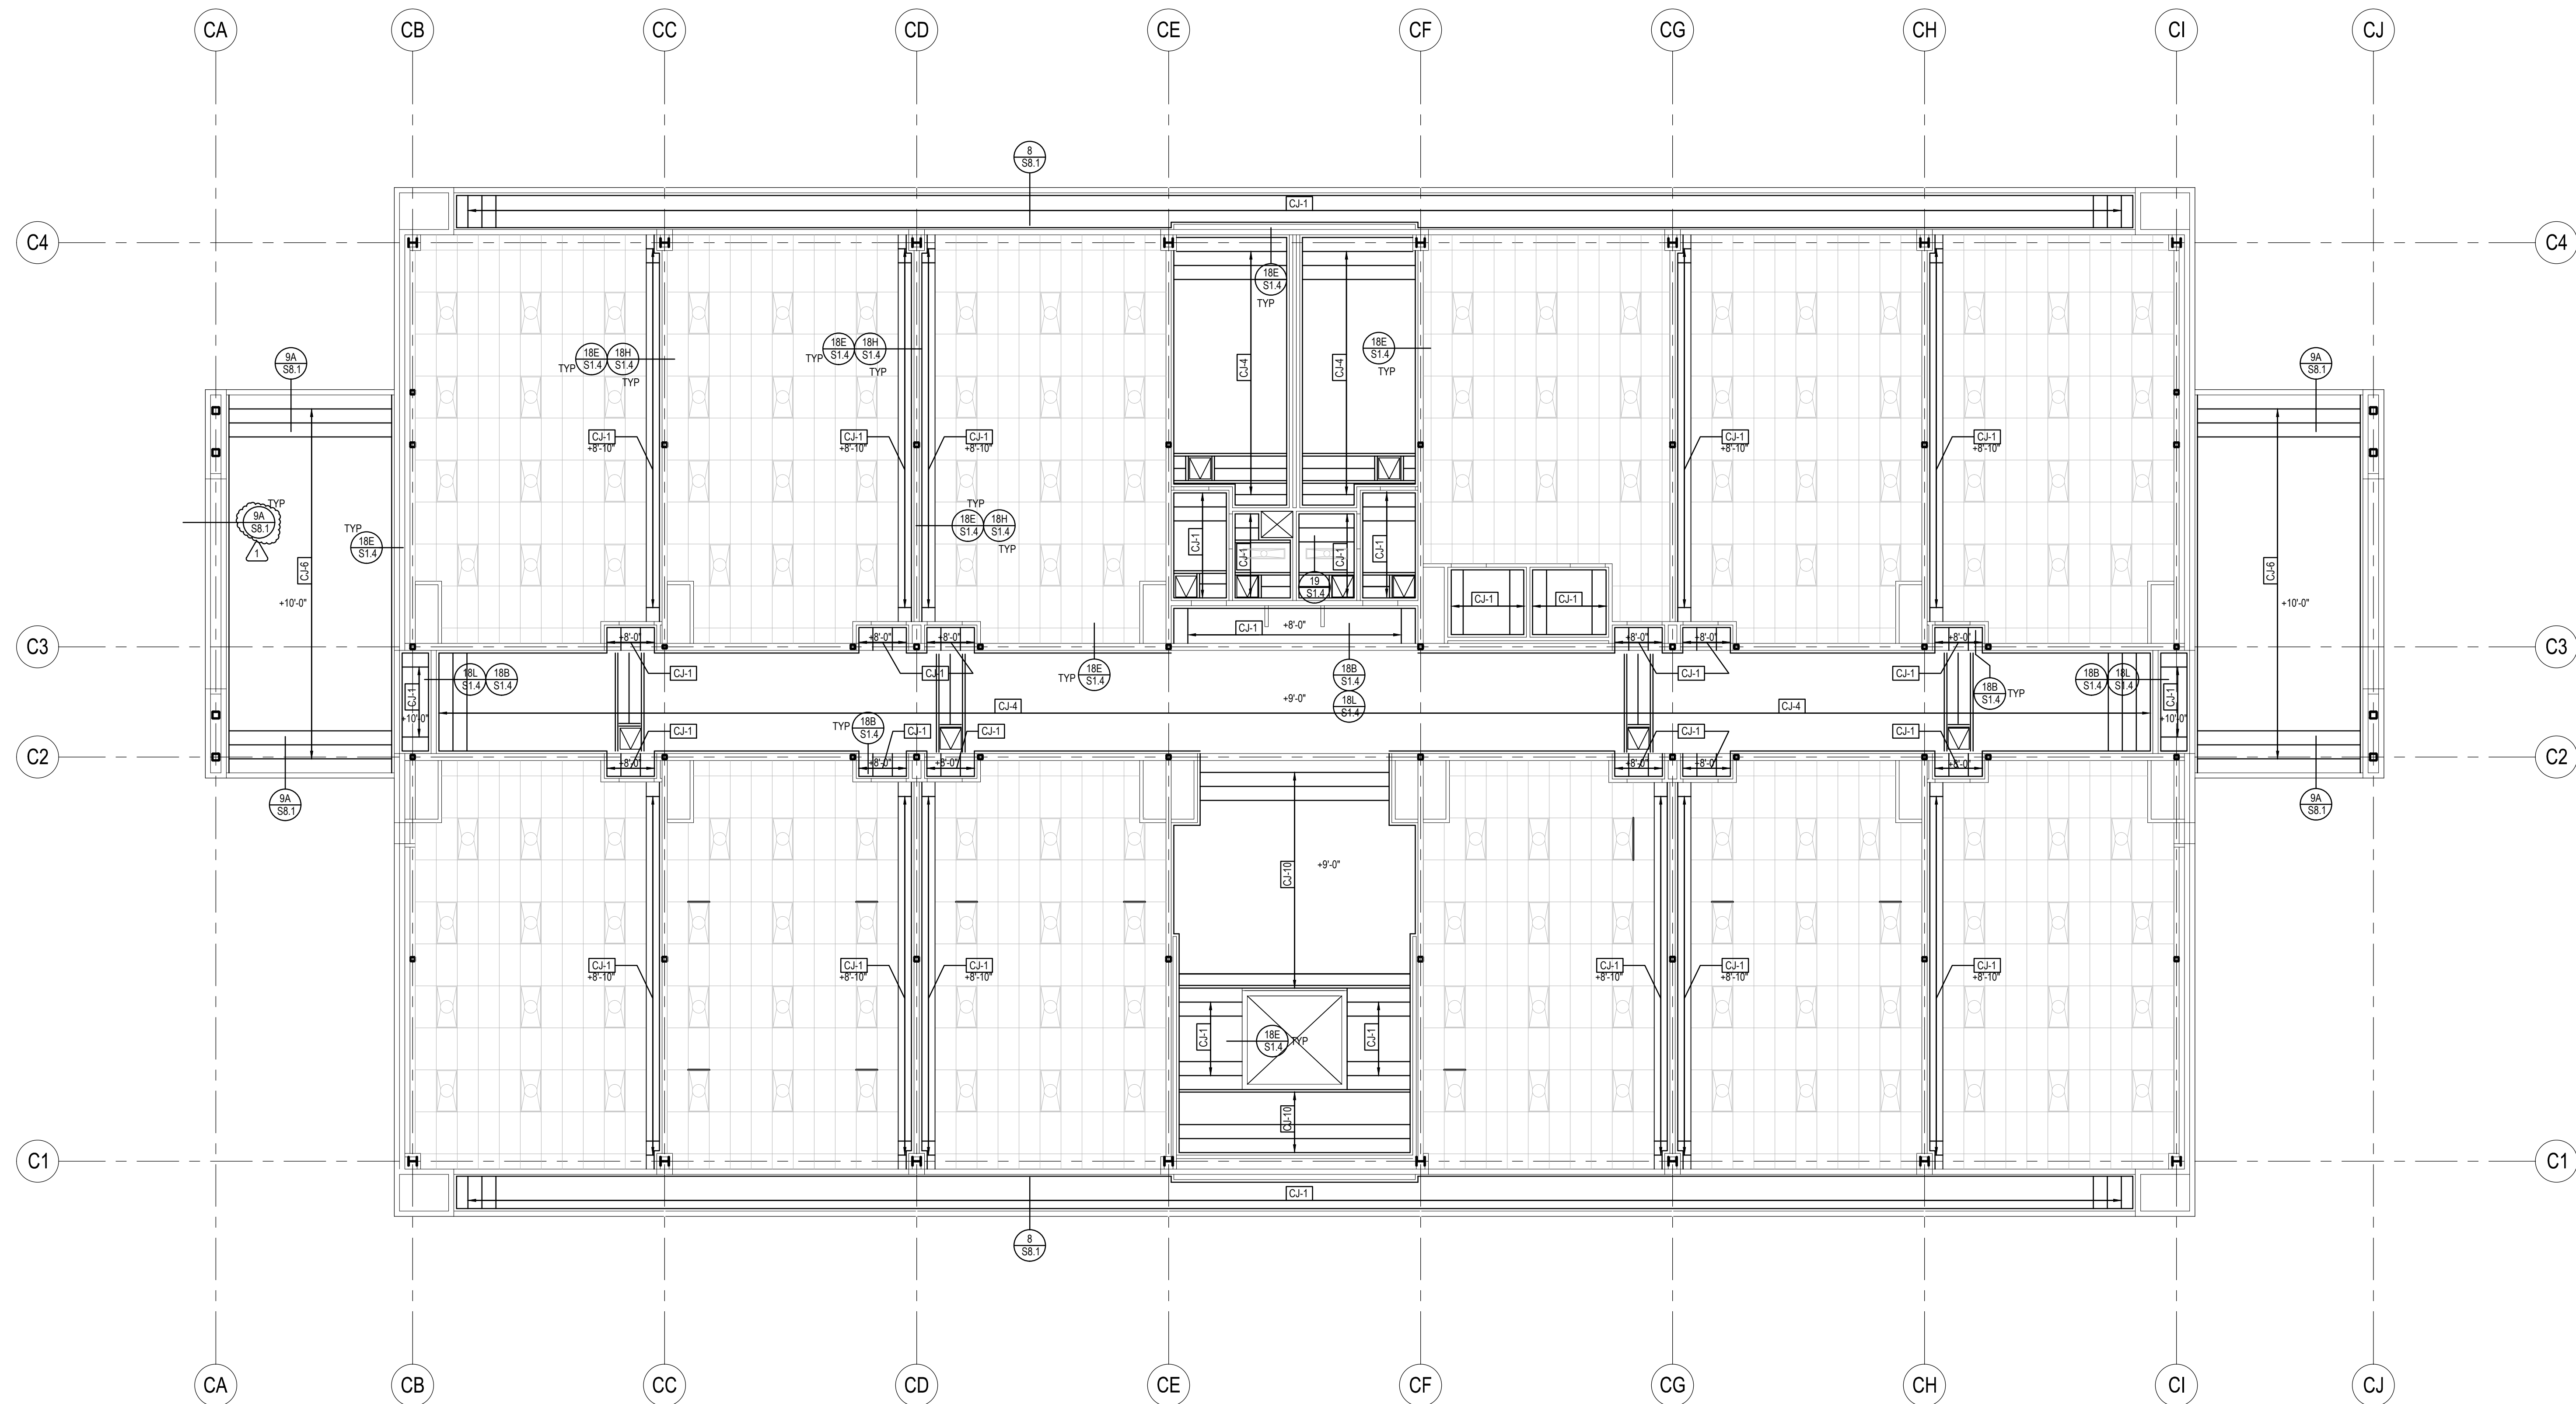 CA
CB
CC
CD
CE
CF
CG
CH
CI
CJ
8
S8.1
CJ-1
C4
C4
18E
S1.4
TYP
18E
S1.4
18H
S1.4
TYP
TYP
18E
S1.4
18H
S1.4
TYP
TYP
18E
S1.4
TYP
9A
S8.1
9A
S8.1
CJ-4
CJ-4
CJ-1
+8'-10"
CJ-1
+8'-10"
CJ-1
+8'-10"
CJ-1
+8'-10"
CJ-1
+8'-10"
TYP
9A
S8.1
1
TYP
18E
S1.4
TYP
18E
S1.4
18H
S1.4
TYP
CJ-6
+10'-0"
CJ-1
CJ-1
CJ-1
CJ-1
19
S1.4
CJ-1
CJ-1
CJ-6
+10'-0"
CJ-1
+8'-0"
+8'-0"
+8'-0"
+8'-0"
+8'-0"
+8'-0"
+8'-0"
C3
C3
CJ-1
+10'-0"
18L
S1.4
18B
S1.4
CJ-1
CJ-1
TYP
18E
S1.4
18B
S1.4
18L
S1.4
CJ-1
CJ-1
18B
S1.4
TYP
18B
S1.4
18L
S1.4
CJ-1
+10'-0"
CJ-4
+9'-0"
CJ-4
CJ-1
TYP
18B
S1.4
CJ-1
CJ-1
CJ-1
CJ-1
C2
C2
+8'-0"
+8'-0"
+8'-0"
+8'-0"
+8'-0"
+8'-0"
9A
S8.1
9A
S8.1
CJ-10
+9'-0"
CJ-1
+8'-10"
CJ-1
+8'-10"
CJ-1
+8'-10"
CJ-1
+8'-10"
CJ-1
+8'-10"
CJ-1
+8'-10"
CJ-1
18E
S1.4
TYP
CJ-1
CJ-10
C1
C1
CJ-1
8
S8.1
CA
CB
CC
CD
CE
CF
CG
CH
CI
CJ